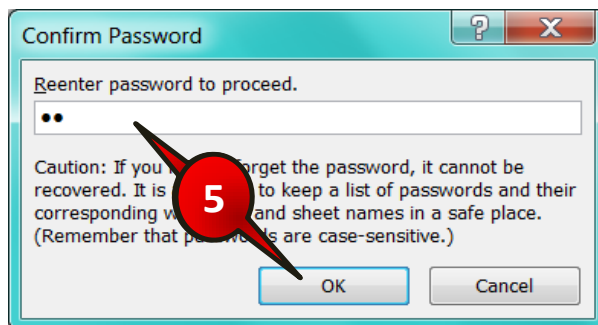 Confirm Password
?
X
Reenter password to proceed.
••
Caution: If you forget the password, it cannot be
recovered. It is to keep a list of passwords and their
corresponding and sheet names in a safe place.
(Remember that are case-sensitive.)
5
OK
Cancel